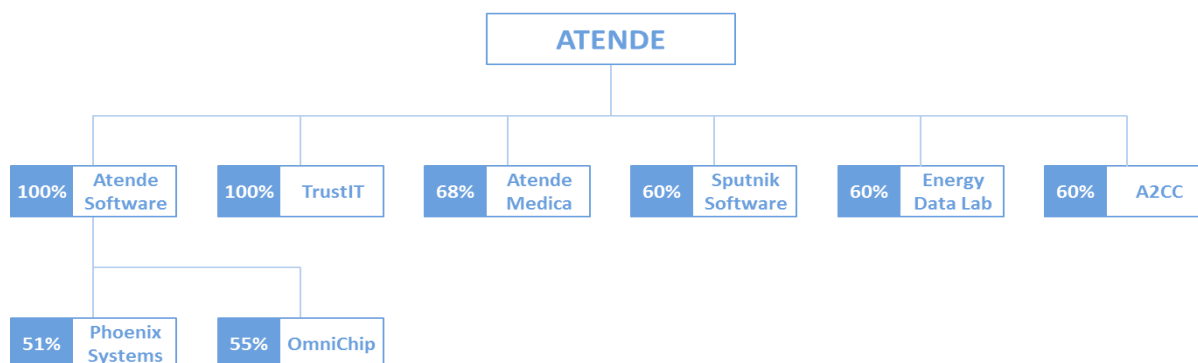 ATENDE
100%
Atende
Software
100%
TrustIT
68%
Atende
Medica
60%
Sputnik
Software
60%
Energy
Data Lab
60%
A2CC
51%
Phoenix
Systems
55%
OmniChip